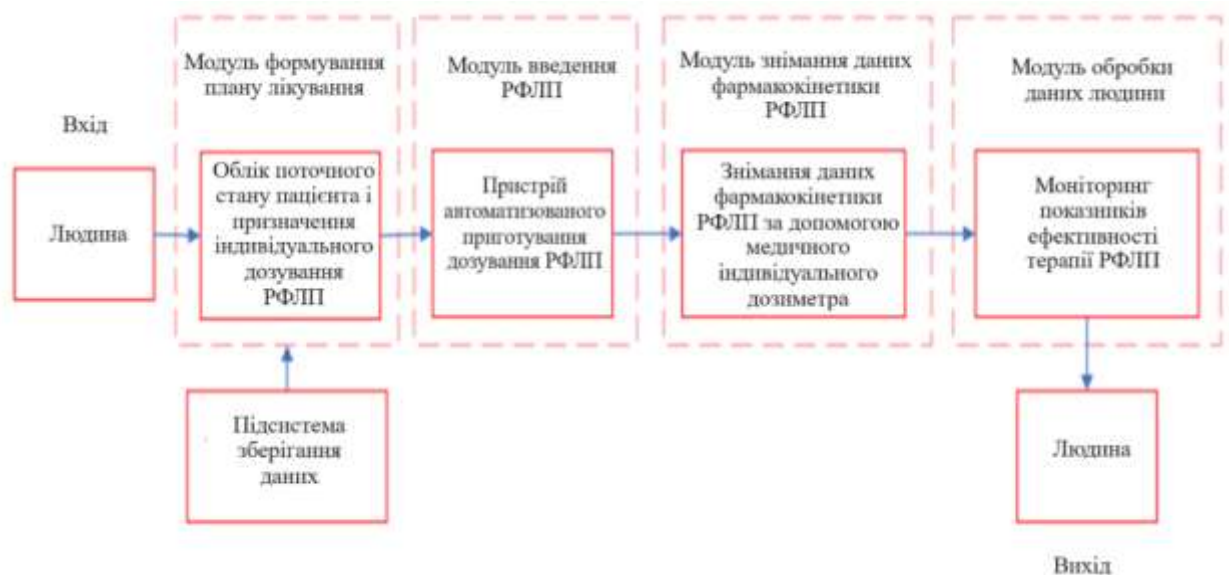 Вхід
Людина
Модуль формування
плану лікування
Облік поточного
стану пацієнта і
призначення
індивідуального
дозування
РФЛП
Підсистема
зберігання
даних
Модуль введення
РФЛП
Пристрій
автоматизованого
приготування
дозування РФЛП
Модуль знімання даних
фармакокінетики
РФЛП
Знімання даних
фармакокінетики
РФЛП за допомогою
медичного
індивідуального
дозиметра
Модуль обробки
даних людини
Моніторинг
показників
ефективності
терапії РФЛП
Людина
Вихід